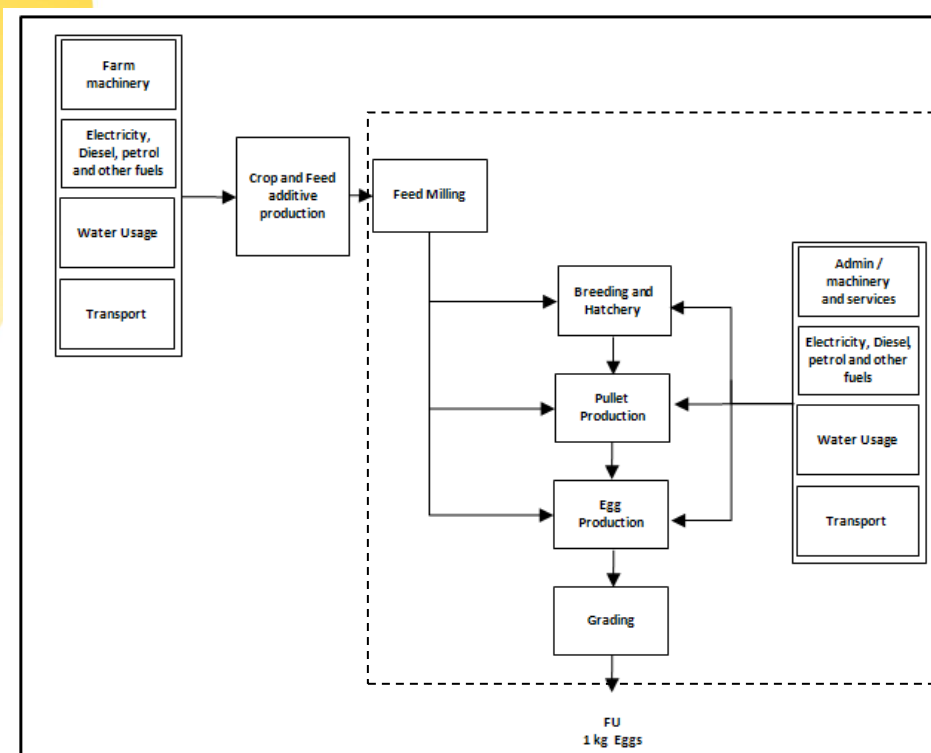 Farm
machinery
Electricity,
Diesel, petrol
and other fuels
Water Usage
Transport
Crop and Feed
additive
production
Feed Milling
Breeding and
Hatchery
Pullet
Production
Egg
Production
Grading
Admin /
machinery
and services
Electricity, Diesel,
petrol and other
fuels
Water Usage
Transport
FU
1 kg Eggs